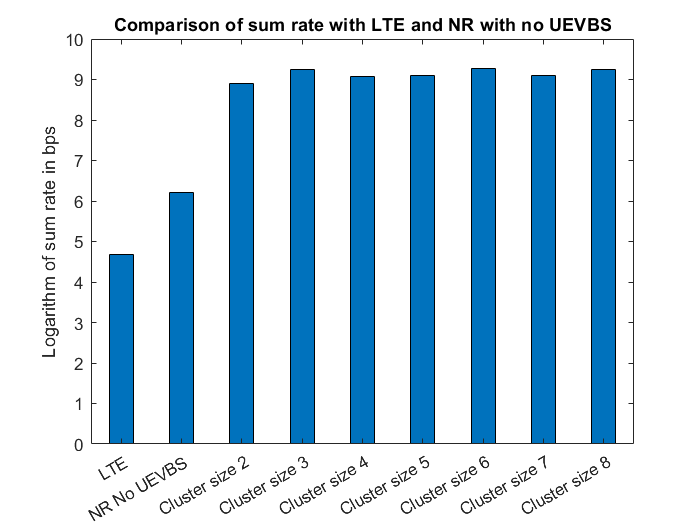 Comparison of sum rate with LTE and NR with no UEVBS
Logarithm of sum rate in bps
10
9
8
7
6
5
4
3
2
1
0
LTE
NR No UEVBS
Cluster size 2
Cluster size 3
Cluster size 4
Cluster size 5
Cluster size 6
Cluster size 7
Cluster size 8